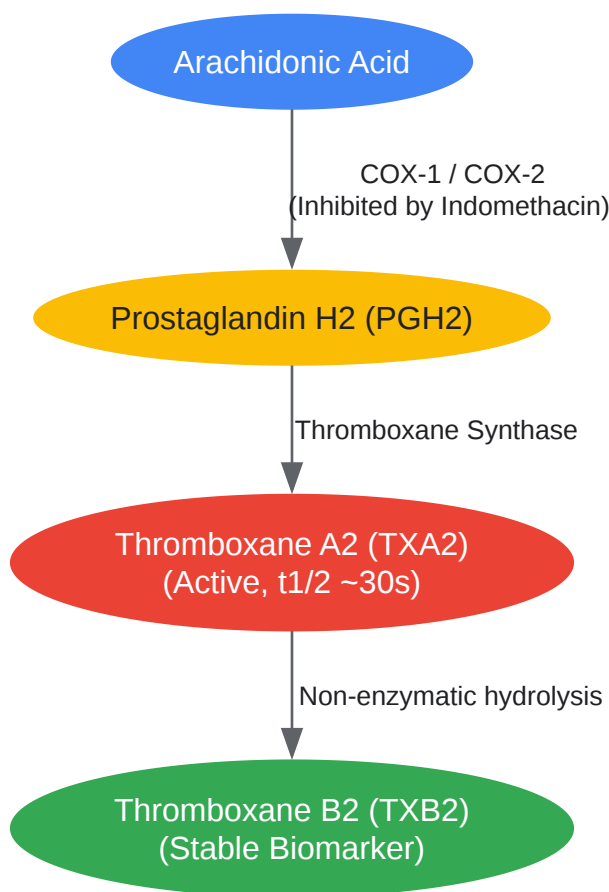 Arachidonic Acid
COX-1 / COX-2
(Inhibited by Indomethacin)
Prostaglandin H2 (PGH2)
Thromboxane Synthase
Thromboxane A2 (TXA2)
(Active, t1/2 ~30s)
Non-enzymatic hydrolysis
Thromboxane B2 (TXB2)
(Stable Biomarker)